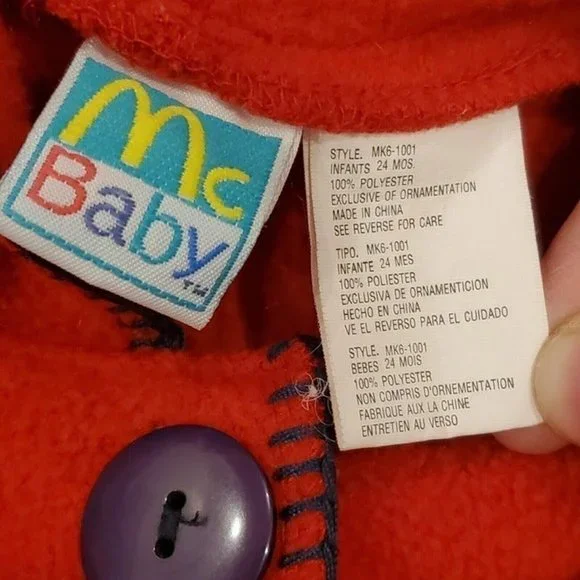 Mc
Baby
TM
STYLE. MK6-1001
INFANTS 24 MOS.
100% POLYESTER
EXCLUSIVE OF ORNAMENTATION
MADE IN CHINA
SEE REVERSE FOR CARE
TIPO. MK6-1001
INFANTE 24 MES
100% POLIESTER
EXCLUSIVA DE ORNAMENTICION
HECHO EN CHINA
VE EL REVERSO PARA EL CUIDADO
STYLE. MK6-1001
BEBES 24 MOIS
100% POLYESTER
NON COMPRIS D'ORNEMENTATION
FABRIQUE AUX LA CHINE
ENTRETIEN AU VERSO